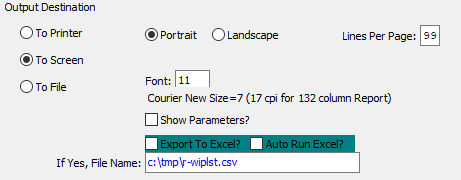 Output Destination
To Printer
Portrait
Landscape
Lines Per Page: 99
To Screen
To File
Font: 11
Courier New Size=7 (17 cpi for 132 column Report)
Show Parameters?
Export To Excel? Auto Run Excel?
If Yes, File Name: c:\tmp\r-wiplst.csv